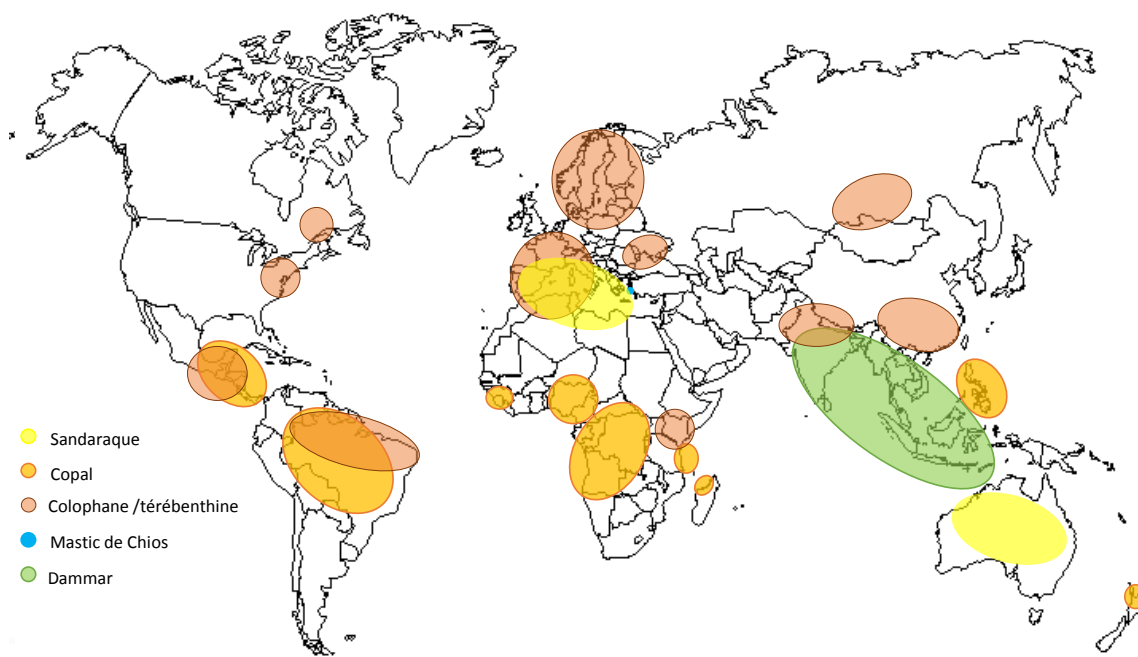 Sandaraque
Copal
Colophane /térébenthine
Mastic de Chios
Dammar